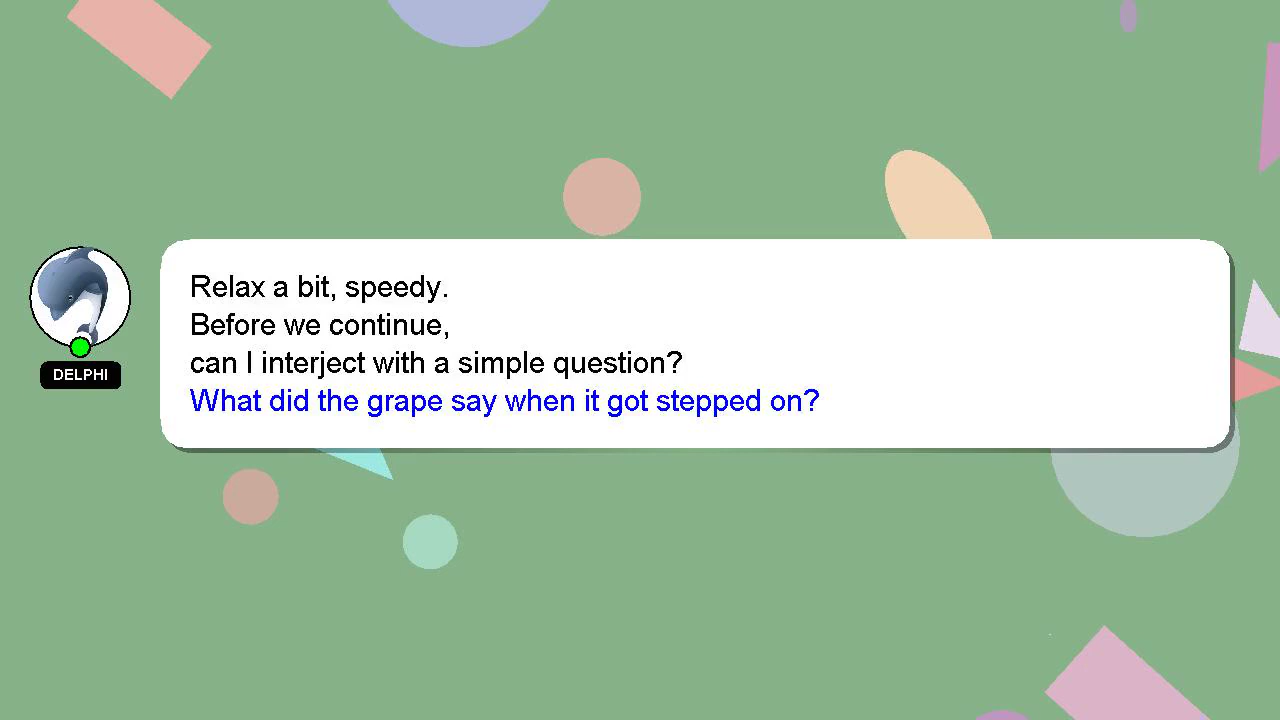 Relax a bit, speedy.
Before we continue,
can I interject with a simple question?
What did the grape say when it got stepped on?
DELPHI